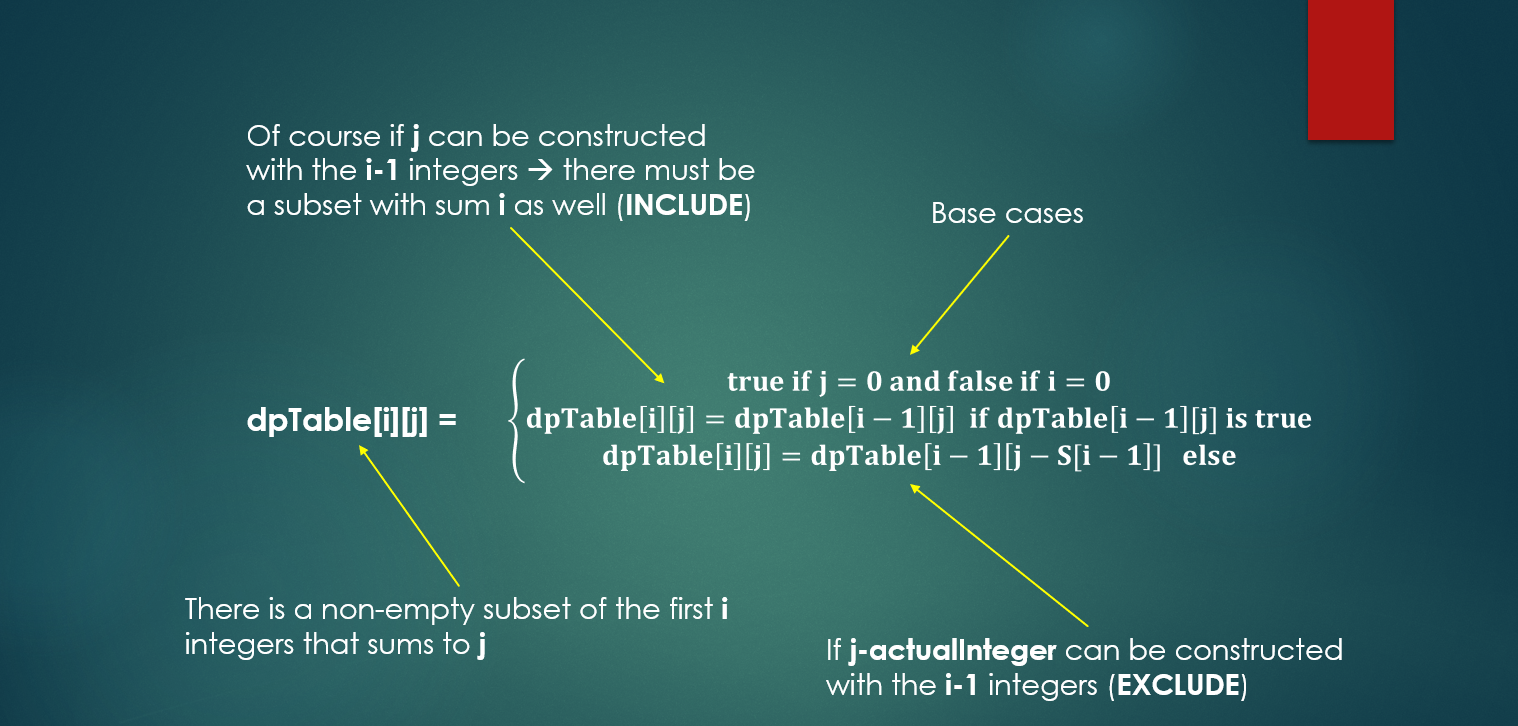 Of course if j can be constructed
with the i-1 integers → there must be
a subset with sum i as well (INCLUDE)
Base cases
true if j = 0 and false if i = 0
dpTable[i][j] =
dpTable[i − 1][j] = dpTable[i − 1][j] if dpTable[i − 1][j] is true
dpTable[i][j] = dpTable[i − 1][j − S[i − 1]] else
There is a non-empty subset of the first i
integers that sums to j
If j-actualInteger can be constructed
with the i-1 integers (EXCLUDE)